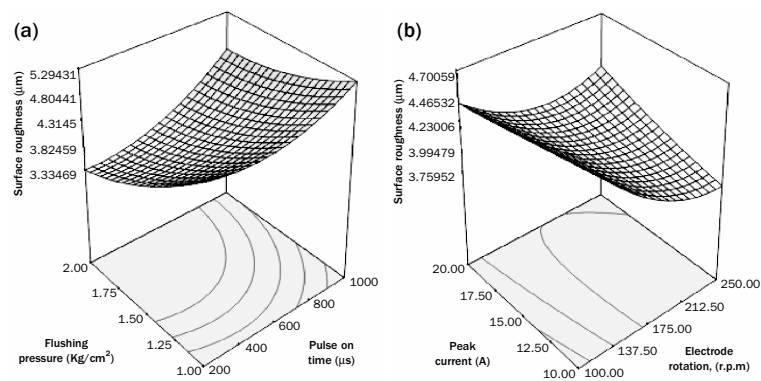 (a)
Surface roughness (μm)
5.29431
4.80441
4.3145
3.82459
3.33469
2.00
1.75
1.50
1.25
1.00
200
400
600
800
1000
Flushing
pressure (Kg/cm²)
Pulse on
time (μs)
(b)
Surface roughness (μm)
4.70059
4.46532
4.23006
3.99479
3.75952
20.00
17.50
15.00
12.50
10.00
100.00
137.50
175.00
212.50
250.00
Peak
current (A)
Electrode
rotation, (r.p.m)